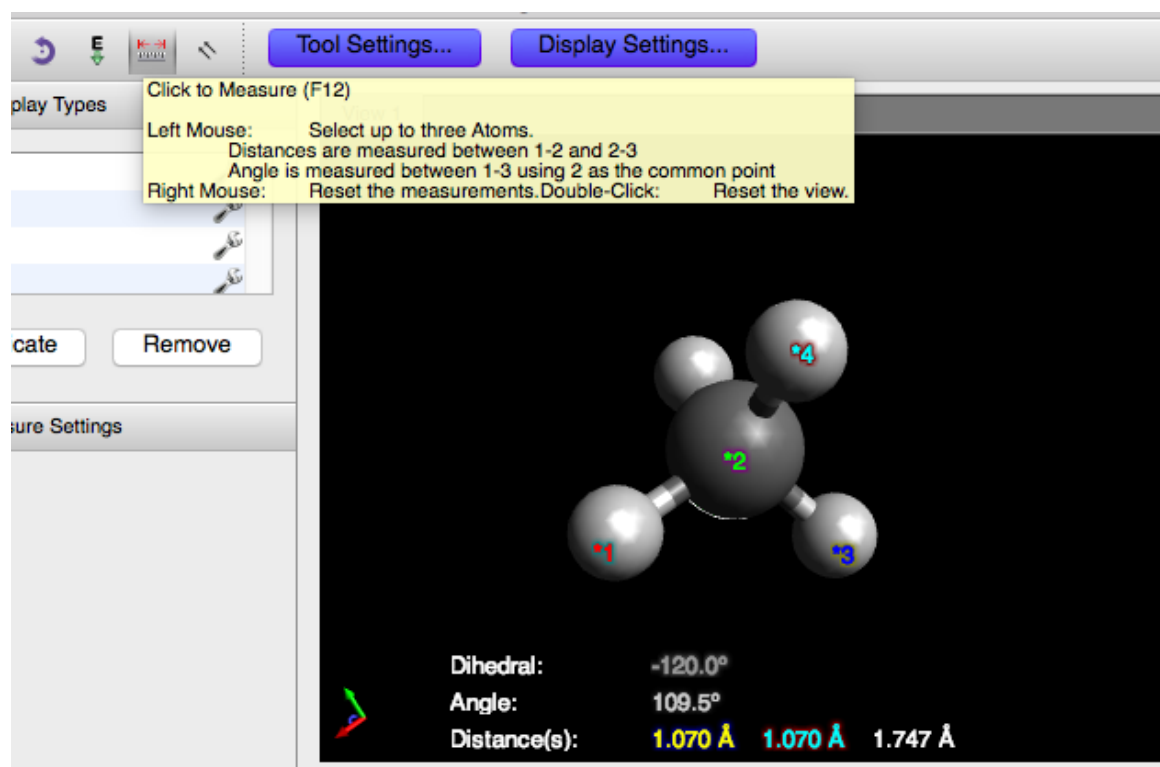 E
Tool Settings...
Display Settings...
play Types
Click to Measure (F12)
Left Mouse: Select up to three Atoms.
Distances are measured between 1-2 and 2-3
Angle is measured between 1-3 using 2 as the common point
Right Mouse: Reset the measurements.Double-Click: Reset the view.
cate
Remove
sure Settings
*4
*2
*1
*3
Dihedral: -120.0º
Angle: 109.5º
Distance(s): 1.070 Å 1.070 Å 1.747 Å